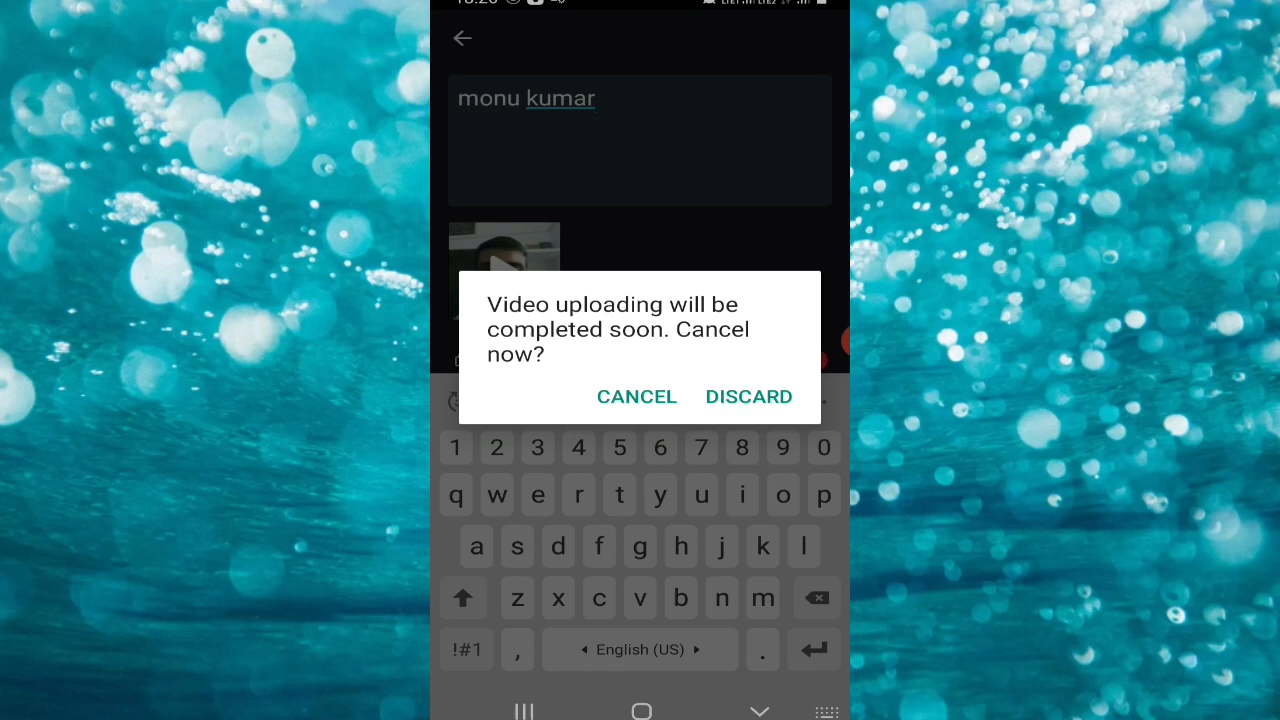 monu kumar
Video uploading will be
completed soon. Cancel
now?
CANCEL DISCARD
1 2 3 4 5 6 7 8 9 0
q w e r t y u i o p
a s d f g h j k l
z x c v b n m
!#1 , English (US) .